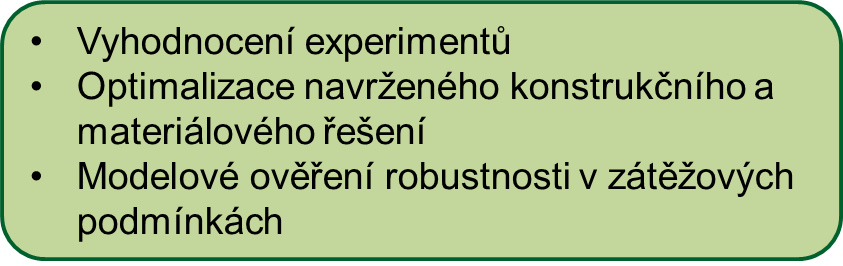 • Vyhodnocení experimentů
• Optimalizace navrženého konstrukčního a
materiálového řešení
• Modelové ověření robustnosti v zátěžových
podmínkách